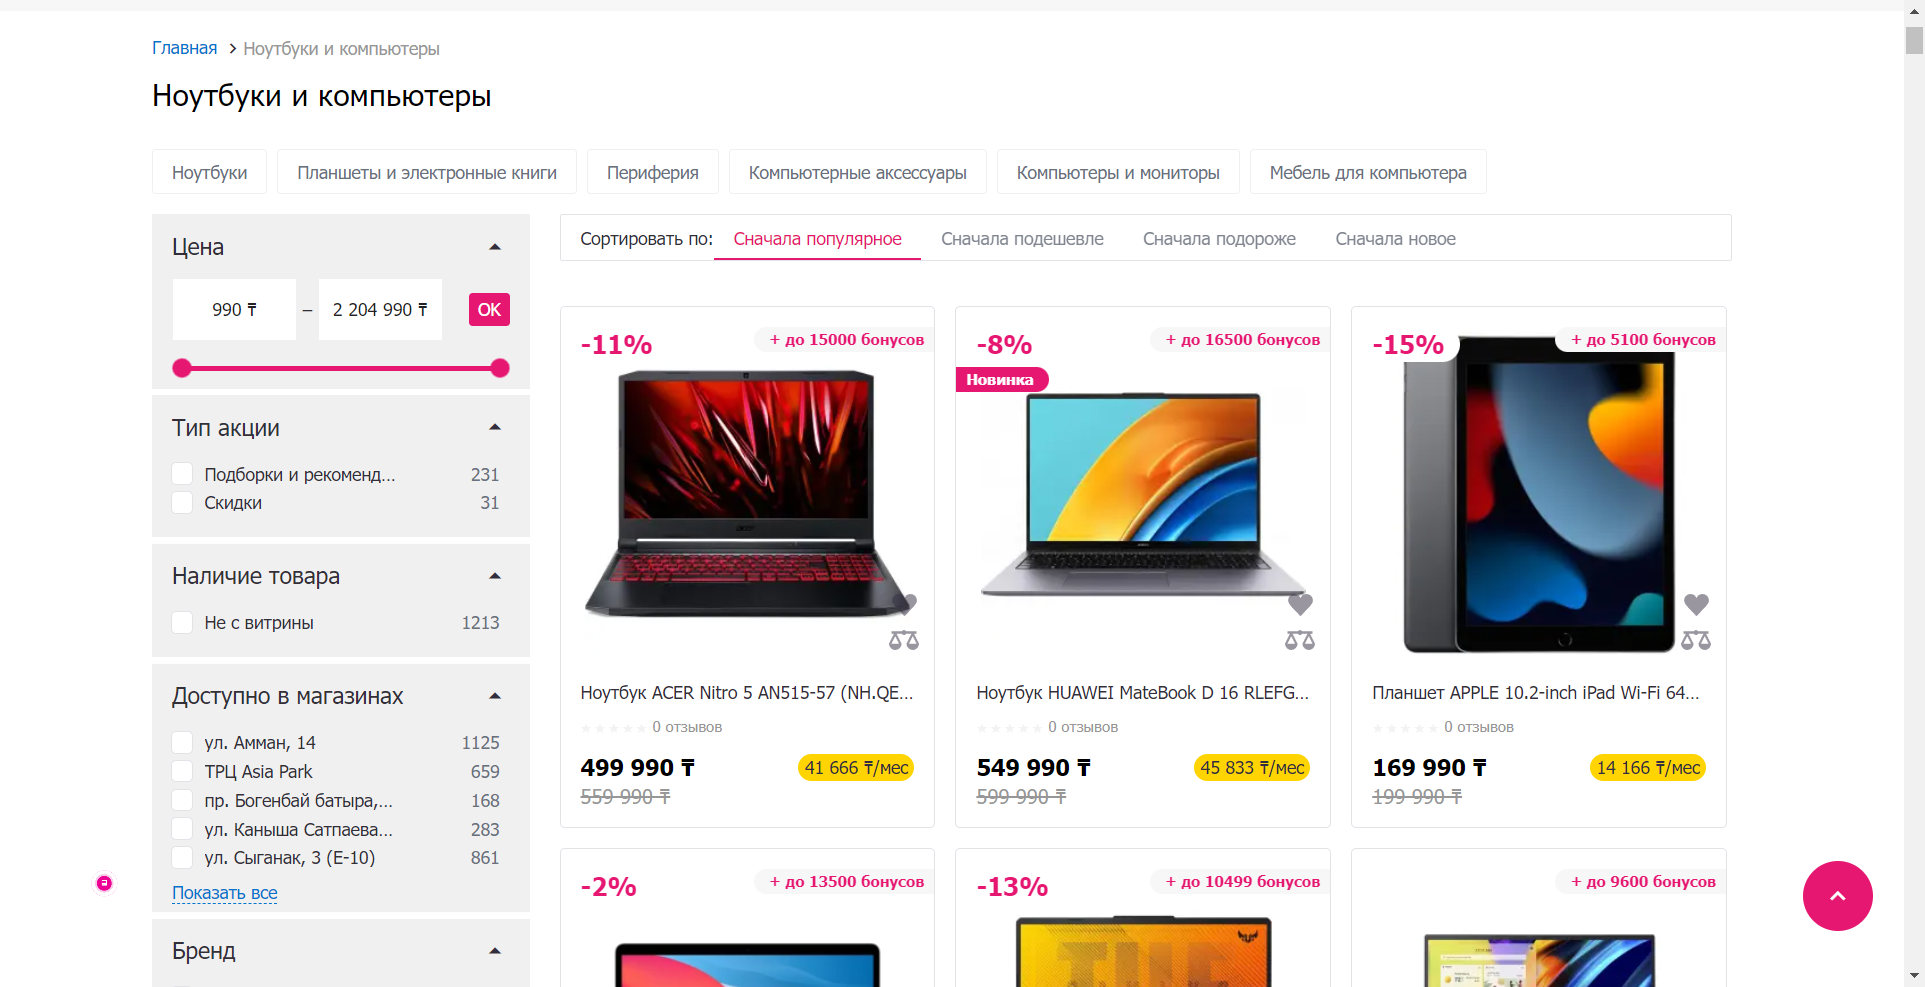 Главная > Ноутбуки и компьютеры
Ноутбуки и компьютеры
Ноутбуки
Планшеты и электронные книги
Периферия
Компьютерные аксессуары
Компьютеры и мониторы
Мебель для компьютера
Цена
990 ₸ – 2 204 990 ₸ OK
Тип акции
Подборки и рекоменд... 231
Скидки 31
Наличие товара
Не с витрины 1213
Доступно в магазинах
ул. Амман, 14 1125
ТРЦ Asia Park 659
пр. Богенбай батыра,... 168
ул. Каныша Сатпаева... 283
ул. Сыганак, 3 (Е-10) 861
Показать все
Бренд
Сортировать по: Сначала популярное Сначала подешевле Сначала подороже Сначала новое
-11% + до 15000 бонусов
Ноутбук ACER Nitro 5 AN515-57 (NH.QE...
0 отзывов
499 990 ₸ 41 666 ₸/мес
559 990 ₸
-8% + до 16500 бонусов
Новинка
Ноутбук HUAWEI MateBook D 16 RLEFG...
0 отзывов
549 990 ₸ 45 833 ₸/мес
599 990 ₸
-15% + до 5100 бонусов
Планшет APPLE 10.2-inch iPad Wi-Fi 64...
0 отзывов
169 990 ₸ 14 166 ₸/мес
199 990 ₸
-2% + до 13500 бонусов
-13% + до 10499 бонусов
+ до 9600 бонусов